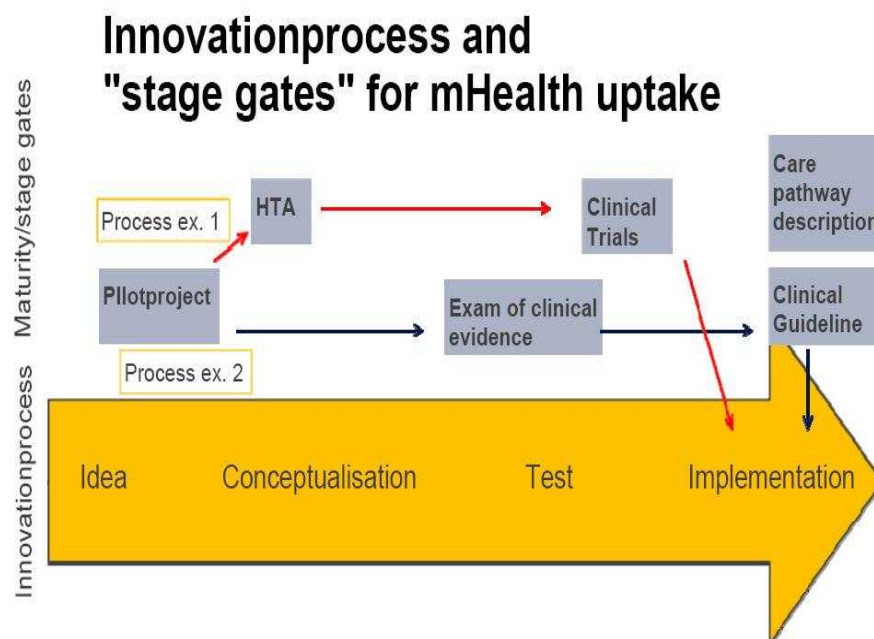 Innovationprocess and
"stage gates" for mHealth uptake
Maturity/stage gates
Process ex. 1
HTA
Clinical
Trials
Care
pathway
description
PIlotproject
Exam of clinical
evidence
Clinical
Guideline
Process ex. 2
Innovationprocess
Idea
Conceptualisation
Test
Implementation